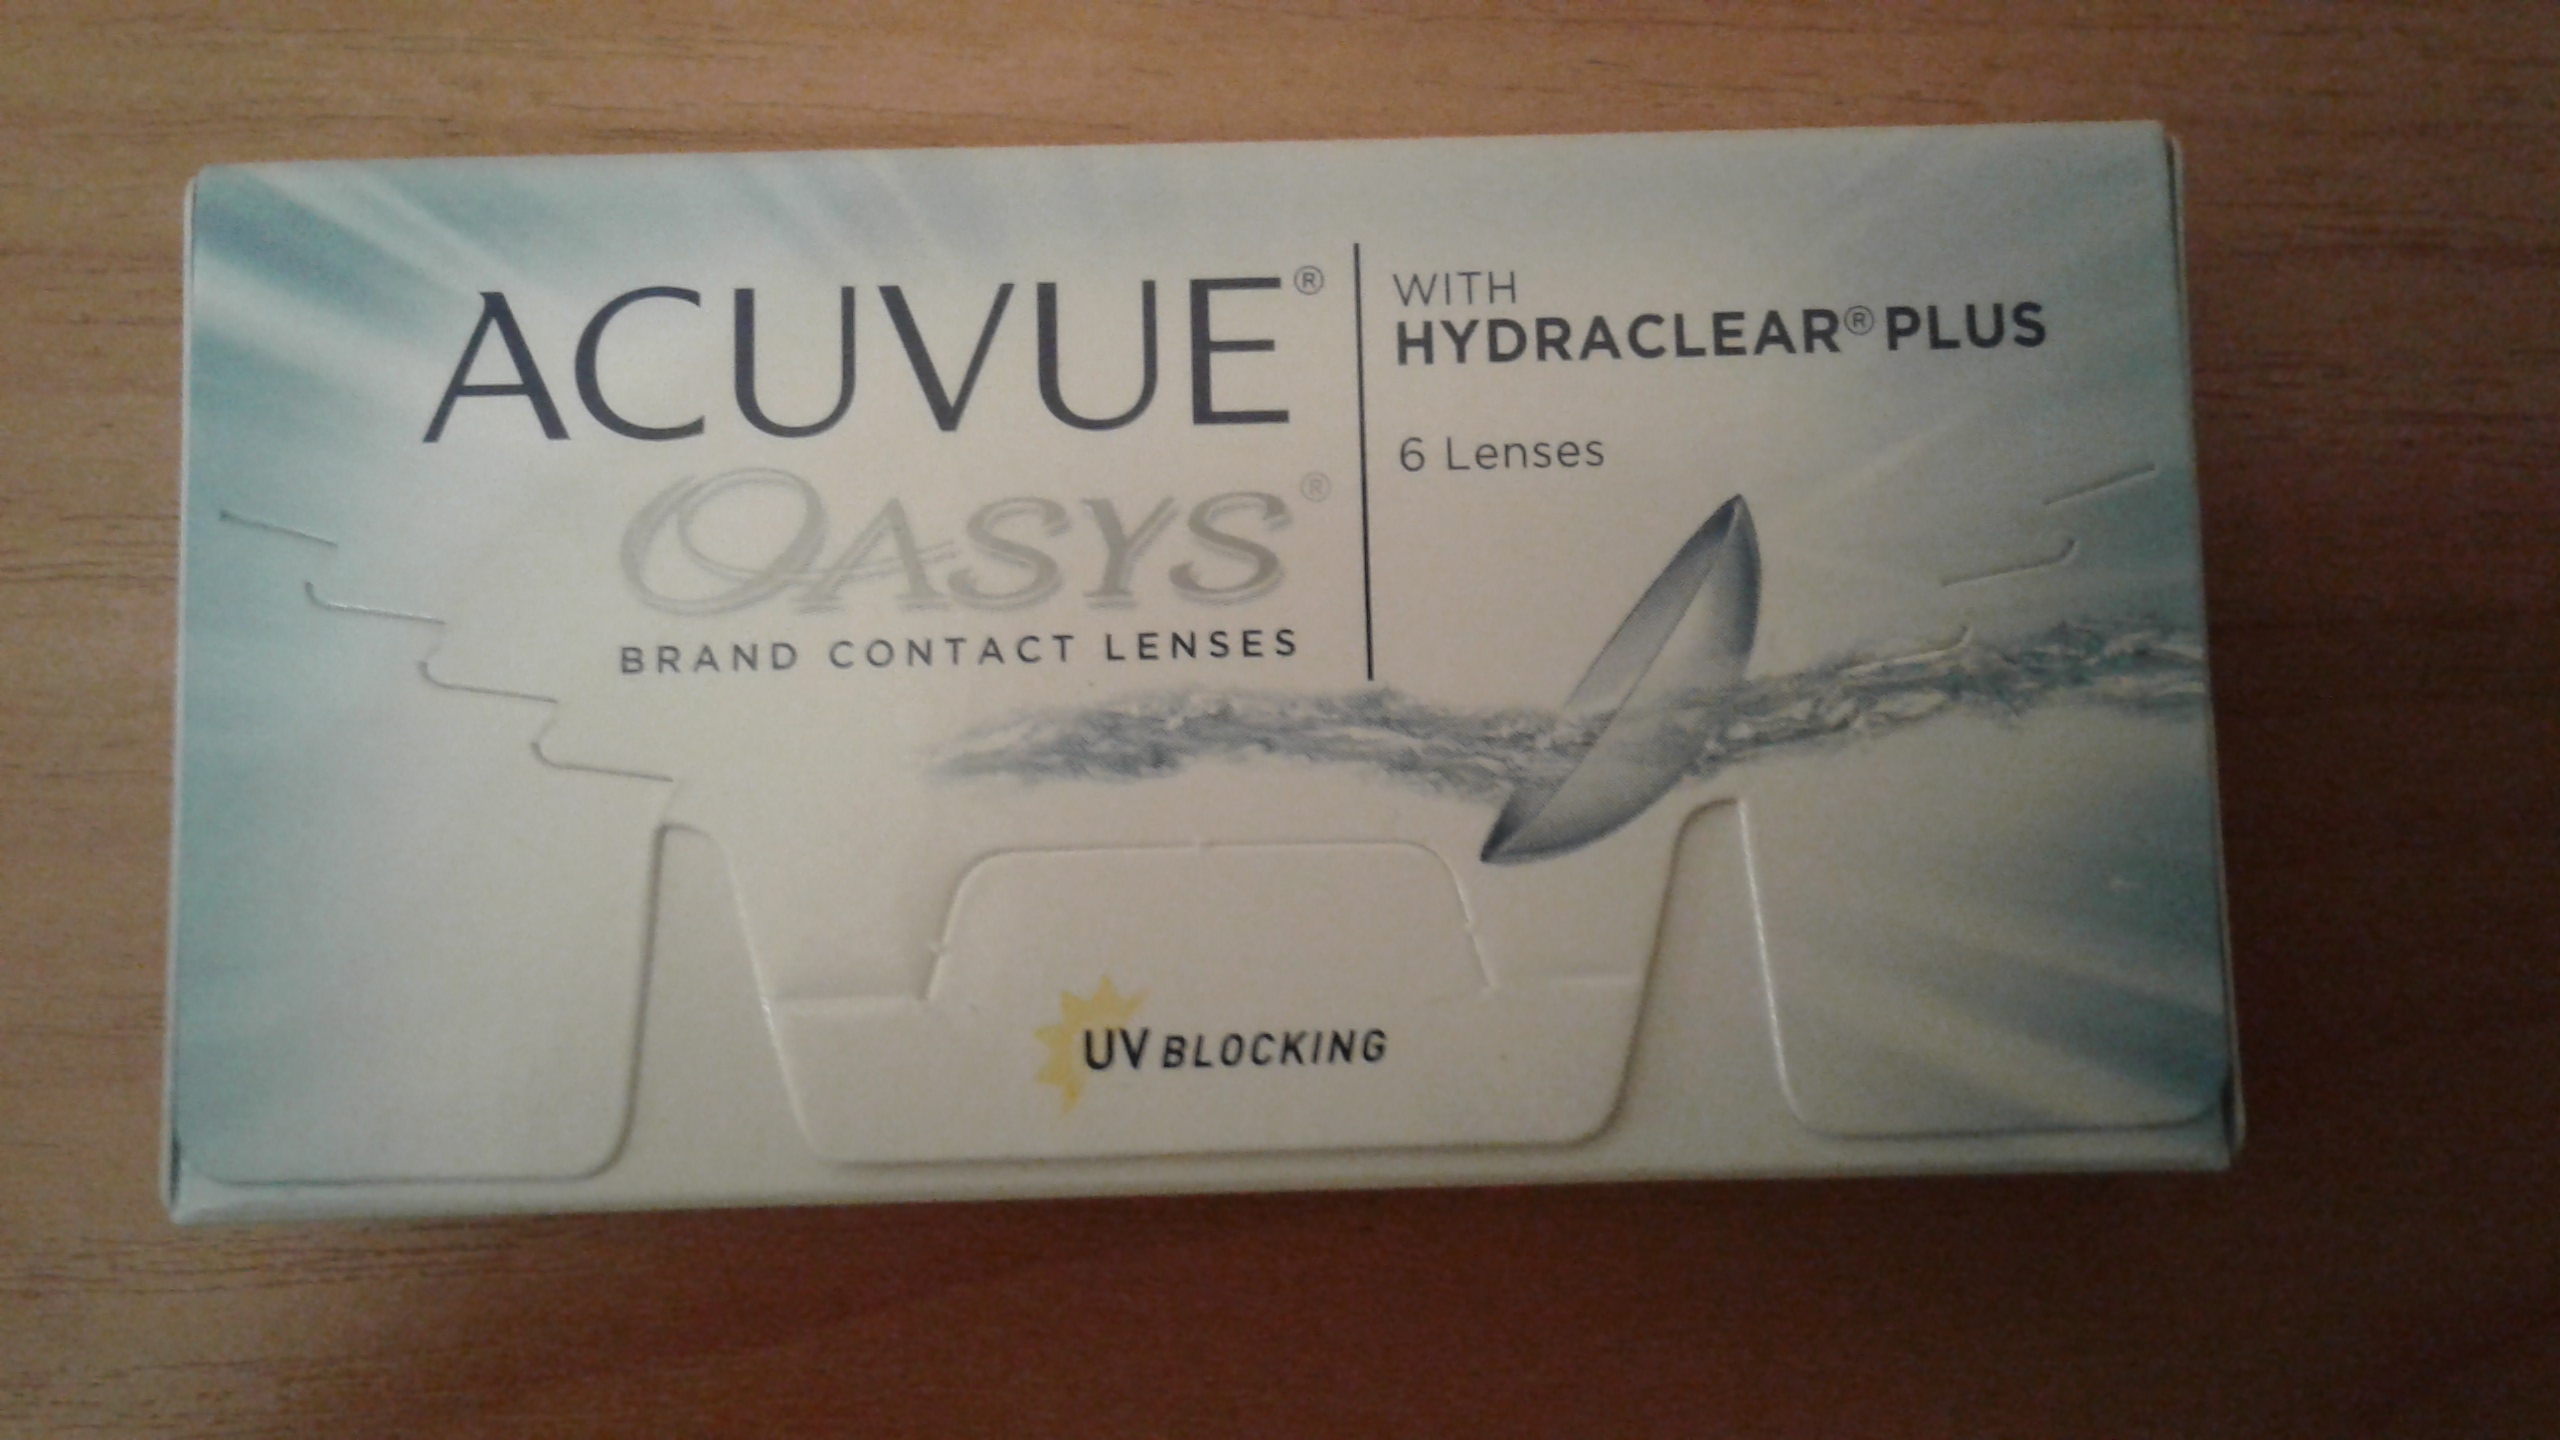 ACUVUE®
OASYS®
BRAND CONTACT LENSES
WITH
HYDRACLEAR® PLUS
6 Lenses
UV BLOCKING